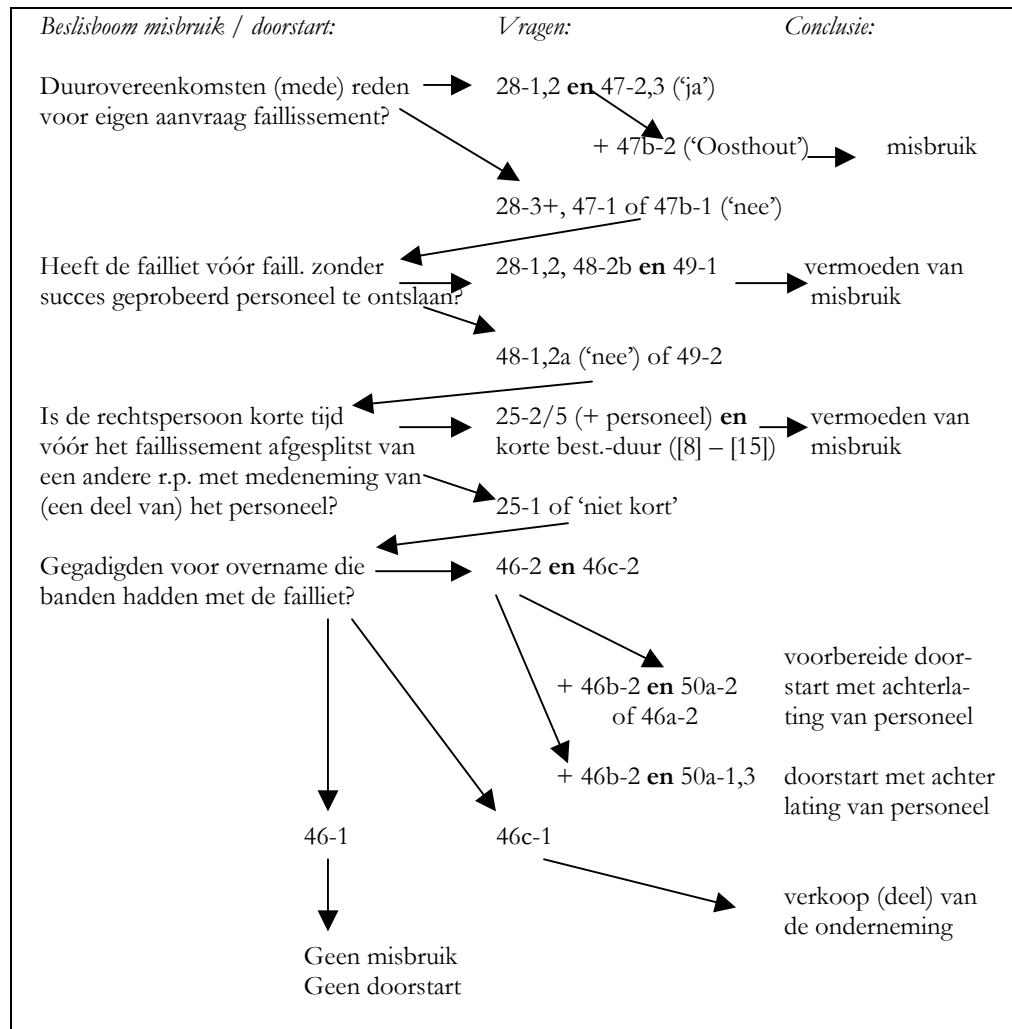 Beslisboom misbruik / doorstart: Vragen: Conclusie:
Duurovereenkomsten (mede) reden 28-1,2 en 47-2,3 (‘ja’)
voor eigen aanvraag faillissement?
+ 47b-2 (‘Oosthout’) misbruik
28-3+, 47-1 of 47b-1 (‘nee’)
Heeft de failliet vóór faill. zonder 28-1,2, 48-2b en 49-1 vermoeden van
succes geprobeerd personeel te ontslaan? misbruik
48-1,2a (‘nee’) of 49-2
Is de rechtspersoon korte tijd 25-2/5 (+ personeel) en vermoeden van
vóór het faillissement afgesplitst van korte best.-duur ([8] – [15]) misbruik
een andere r.p. met medeneming van
(een deel van) het personeel? 25-1 of ‘niet kort’
Gegadigden voor overname die 46-2 en 46c-2
banden hadden met de failliet?
voorbereide door-
+ 46b-2 en 50a-2 start met achterla-
of 46a-2 ting van personeel
+ 46b-2 en 50a-1,3 doorstart met achter
lating van personeel
46-1 46c-1
verkoop (deel) van
de onderneming
Geen misbruik
Geen doorstart